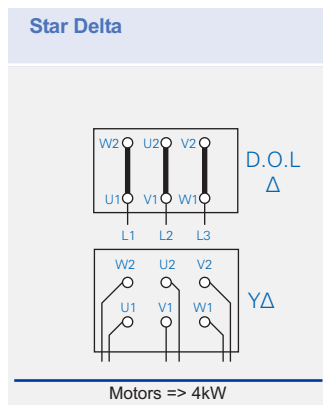 Star Delta
W2 U2 V2
D.O.L
Δ
U1 V1 W1
L1 L2 L3
W2 U2 V2
YΔ
U1 V1 W1
Motors => 4kW